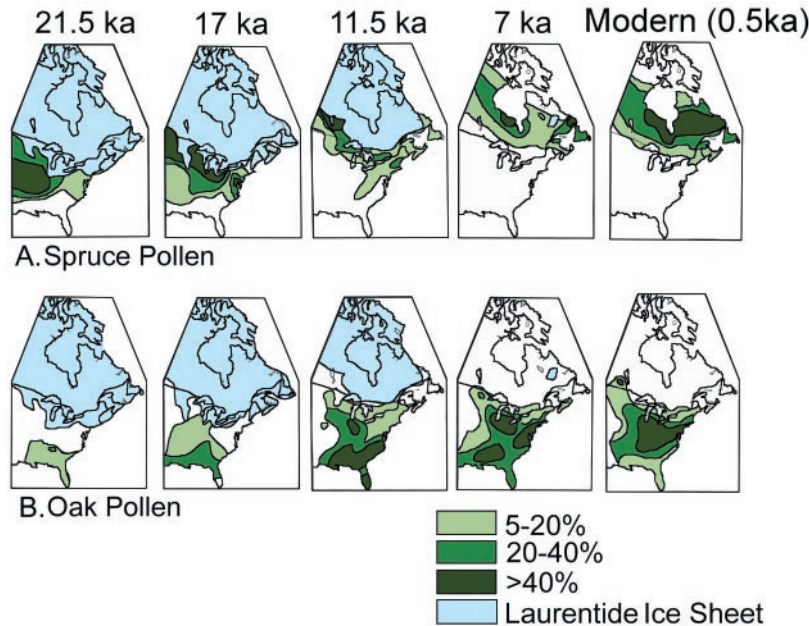 21.5 ka 17 ka 11.5 ka 7 ka Modern (0.5ka)
A. Spruce Pollen
B. Oak Pollen
5-20%
20-40%
>40%
Laurentide Ice Sheet